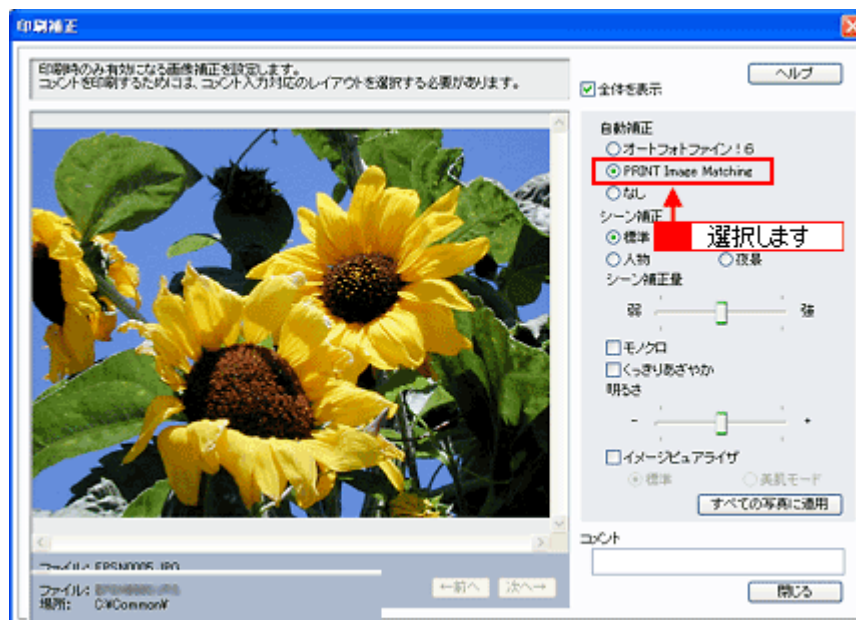 印刷補正
印刷時のみ有効になる画像補正を設定します。
コメントを印刷するためには、コメント入力対応のレイアウトを選択する必要があります。
ヘルプ
全体を表示
自動補正
オートフォトファイン!6
PRINT Image Matching
なし
シーン補正
標準
選択します
人物 夜景
シーン補正量
弱 強
モノクロ
くっきりあざやか
明るさ
- +
イメージビュアライザ
標準 美肌モード
すべての写真に適用
コメント
ファイル: EPSN0005.JPG
ファイル:
場所: C:¥Common¥
←前へ 次へ→
閉じる